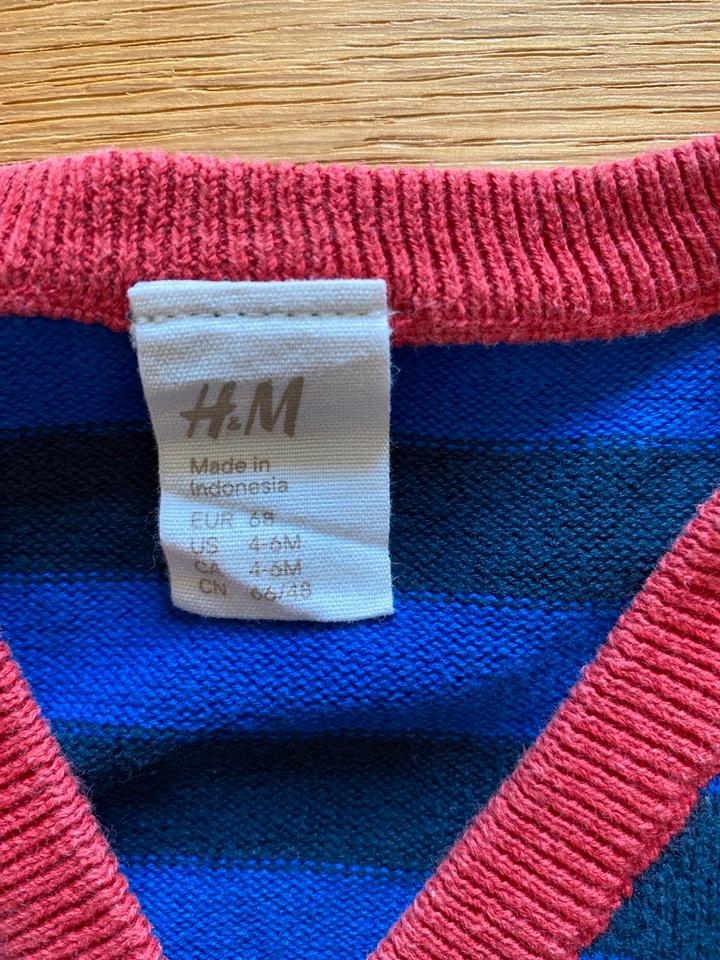 H&M
Made in
Indonesia
EUR 68
US 4-6M
CA 4-6M
CN 66/48